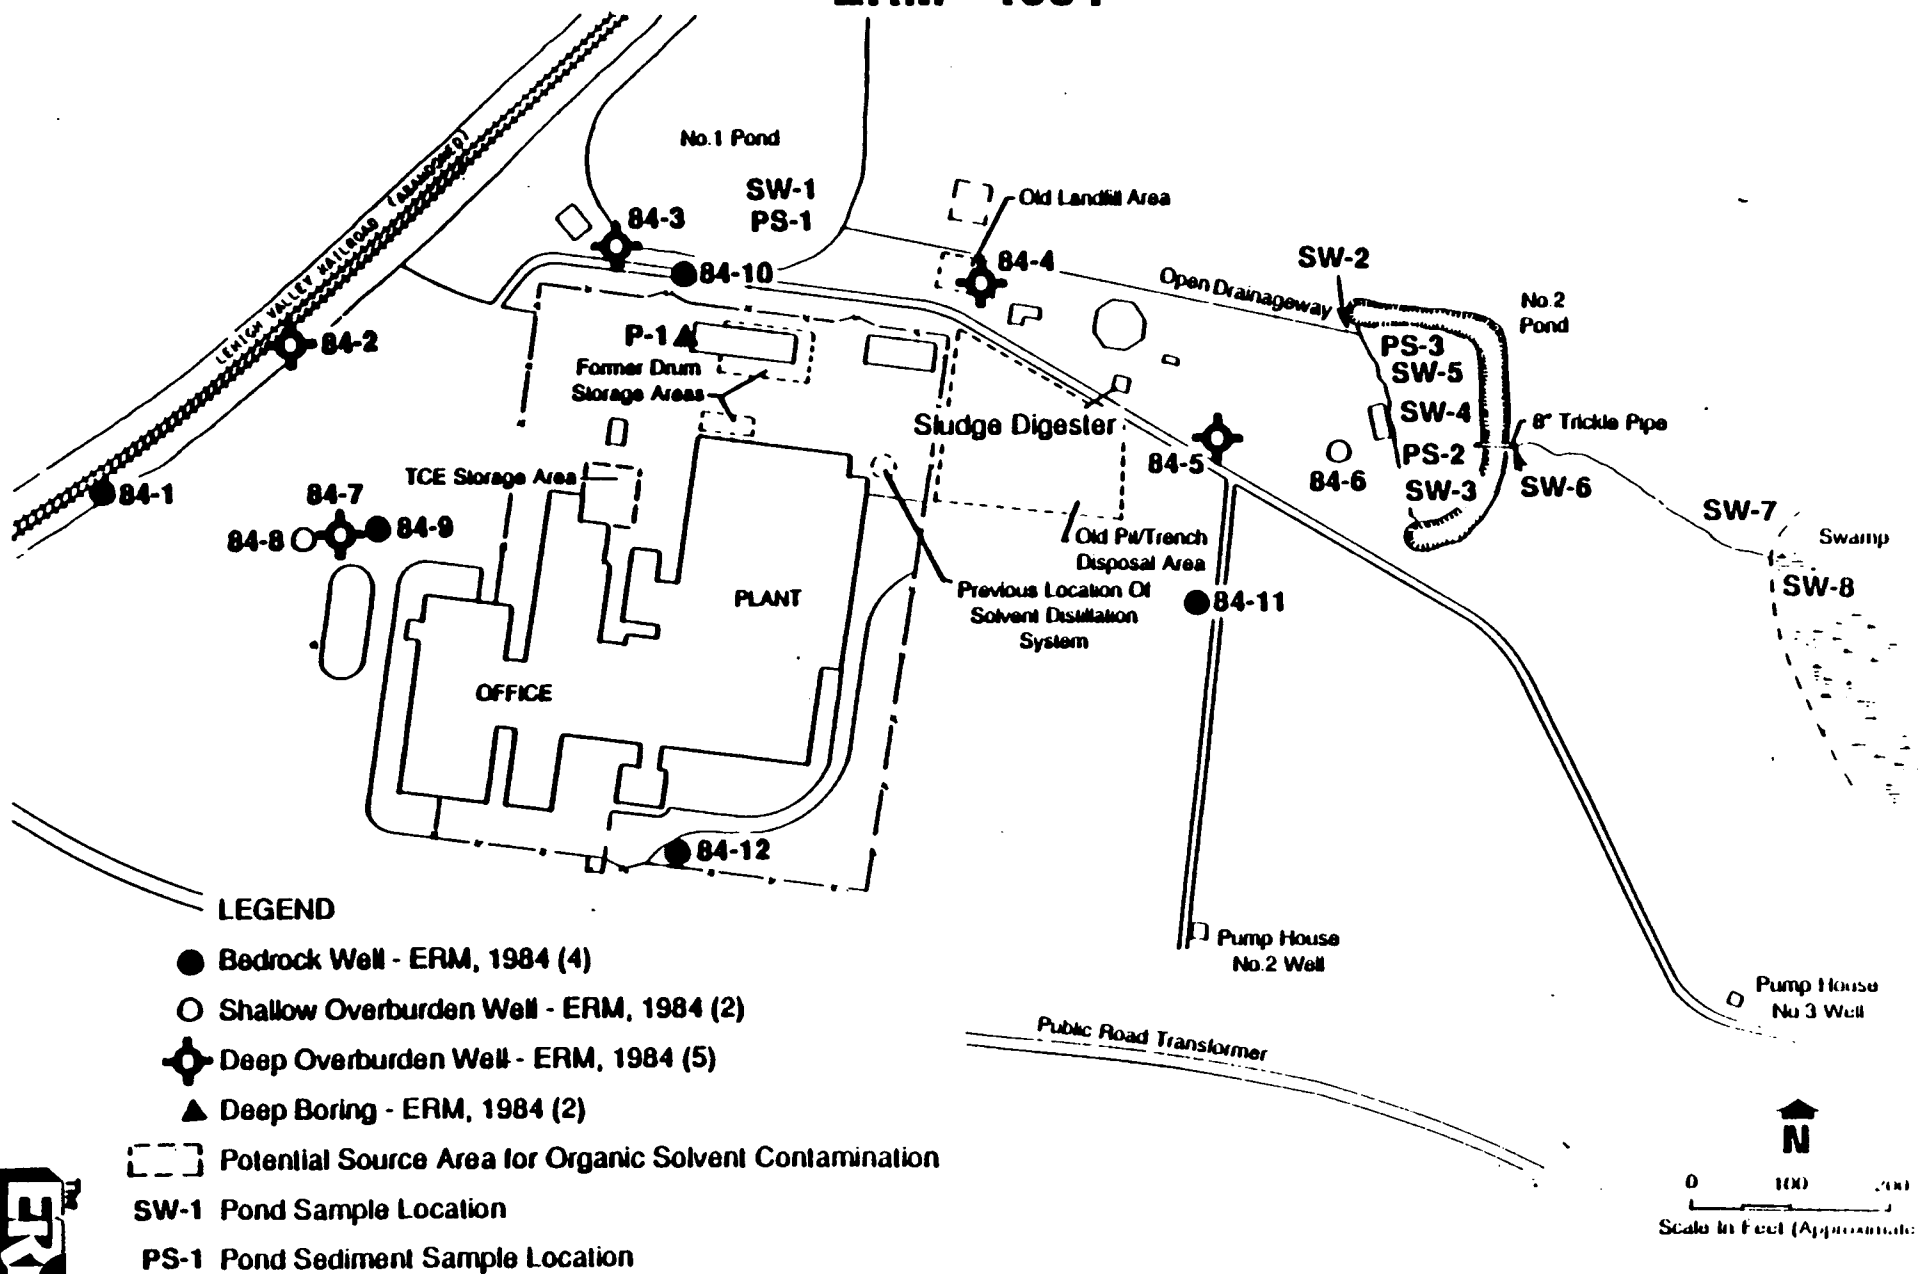 No.1 Pond
SW-1
PS-1
LEHIGH VALLEY RAILROAD (ABANDONED)
84-3
84-10
Old Landfill Area
84-4
Open Drainageway
SW-2
No.2
Pond
84-2
P-1
Former Drum
Storage Areas
PS-3
SW-5
SW-4
PS-2
SW-3
8" Trickle Pipe
SW-6
Sludge Digester
84-5
84-6
TCE Storage Area
84-1
84-7
84-8
84-9
SW-7
Swamp
SW-8
Old Pit/Trench
Disposal Area
Previous Location Of
Solvent Distillation
System
PLANT
84-11
OFFICE
84-12
LEGEND
Bedrock Well - ERM, 1984 (4)
Shallow Overburden Well - ERM, 1984 (2)
Deep Overburden Well - ERM, 1984 (5)
Deep Boring - ERM, 1984 (2)
Potential Source Area for Organic Solvent Contamination
SW-1 Pond Sample Location
PS-1 Pond Sediment Sample Location
Pump House
No.2 Well
Pump House
No 3 Well
Public Road Transformer
N
0 100 200
Scale In Feet (Approximate
The
ERM